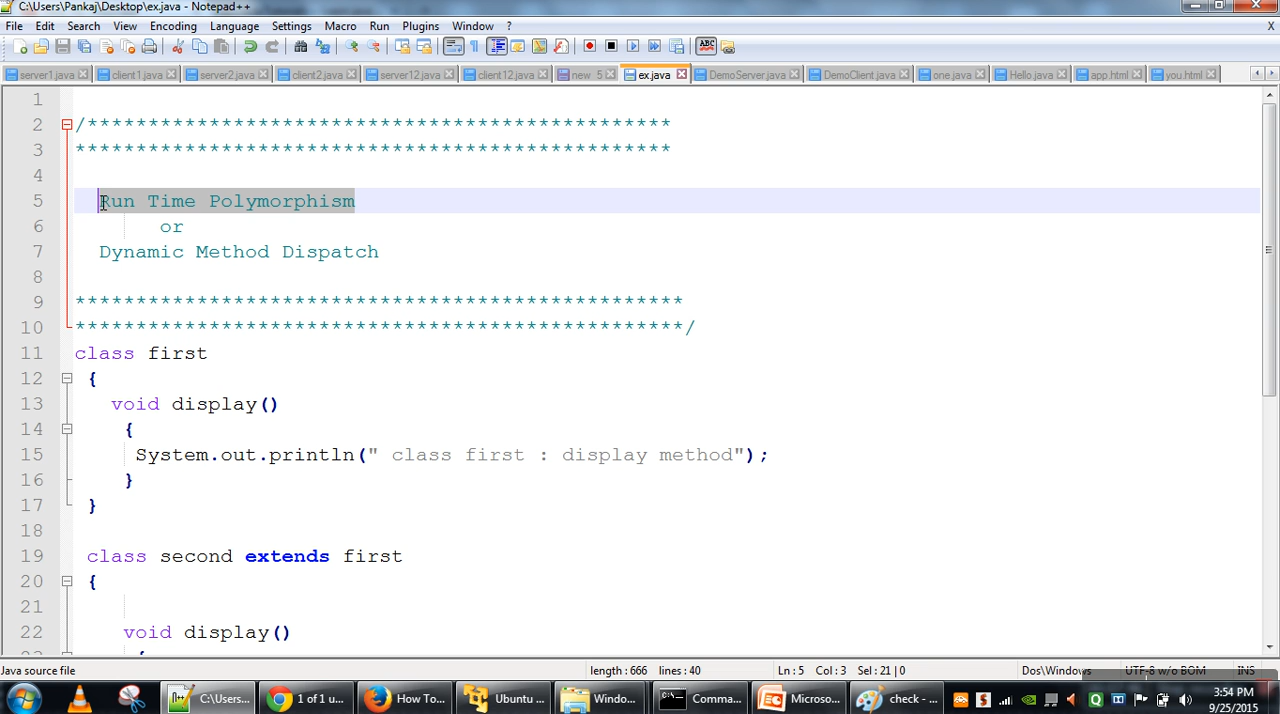 C:\Users\Pankaj\Desktop\ex.java - Notepad++
File Edit Search View Encoding Language Settings Macro Run Plugins Window ? X
server1.java client1.java server2.java client2.java server12.java client12.java new 5 ex.java DemoServer.java DemoClient.java one.java Hello.java app.html you.html
1
2 /************************************************
3 *************************************************
4
5 Run Time Polymorphism
6 or
7 Dynamic Method Dispatch
8
9 **************************************************
10 **************************************************/
11 class first
12 {
13 void display()
14 {
15 System.out.println(" class first : display method");
16 }
17 }
18
19 class second extends first
20 {
21
22 void display()
Java source file length : 666 lines : 40 Ln : 5 Col : 3 Sel : 21 | 0 Dos\Windows UTF-8 w/o BOM INS
C:\Users... 1 of 1 u... How To... Ubuntu ... Windo... Comma... Microso... check - ... 3:54 PM
9/25/2015